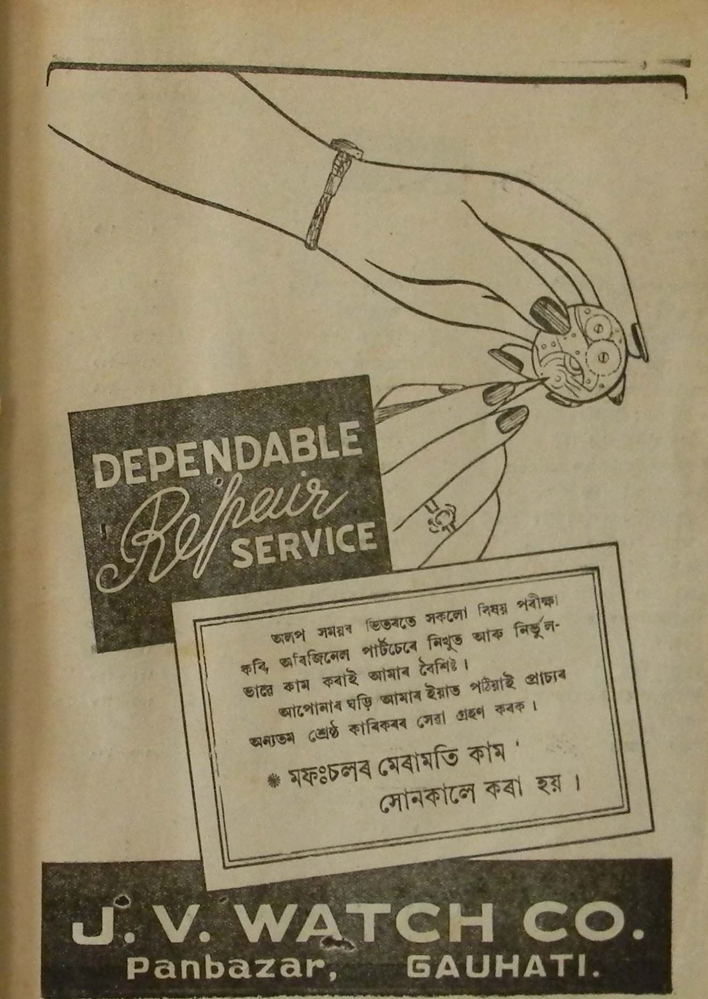 DEPENDABLE
Repair
SERVICE
অলপ সময়ৰ ভিতৰতে সকলো বিষয় পৰীক্ষা
কৰি, অৰিজিনেল পাৰ্টচেৰে নিখুত আৰু নিৰ্ভুল-
ভাৱে কাম কৰাই আমাৰ বৈশিষ্ট।
আপোনাৰ ঘড়ি আমাৰ ইয়াত পঠিয়াই প্ৰাচ্যৰ
অন্যতম শ্ৰেষ্ঠ কাৰিকৰৰ সেৱা গ্ৰহণ কৰক।
* মফঃচলৰ মেৰামতি কাম
সোনকালে কৰা হয়।
J. V. WATCH CO.
Panbazar, GAUHATI.